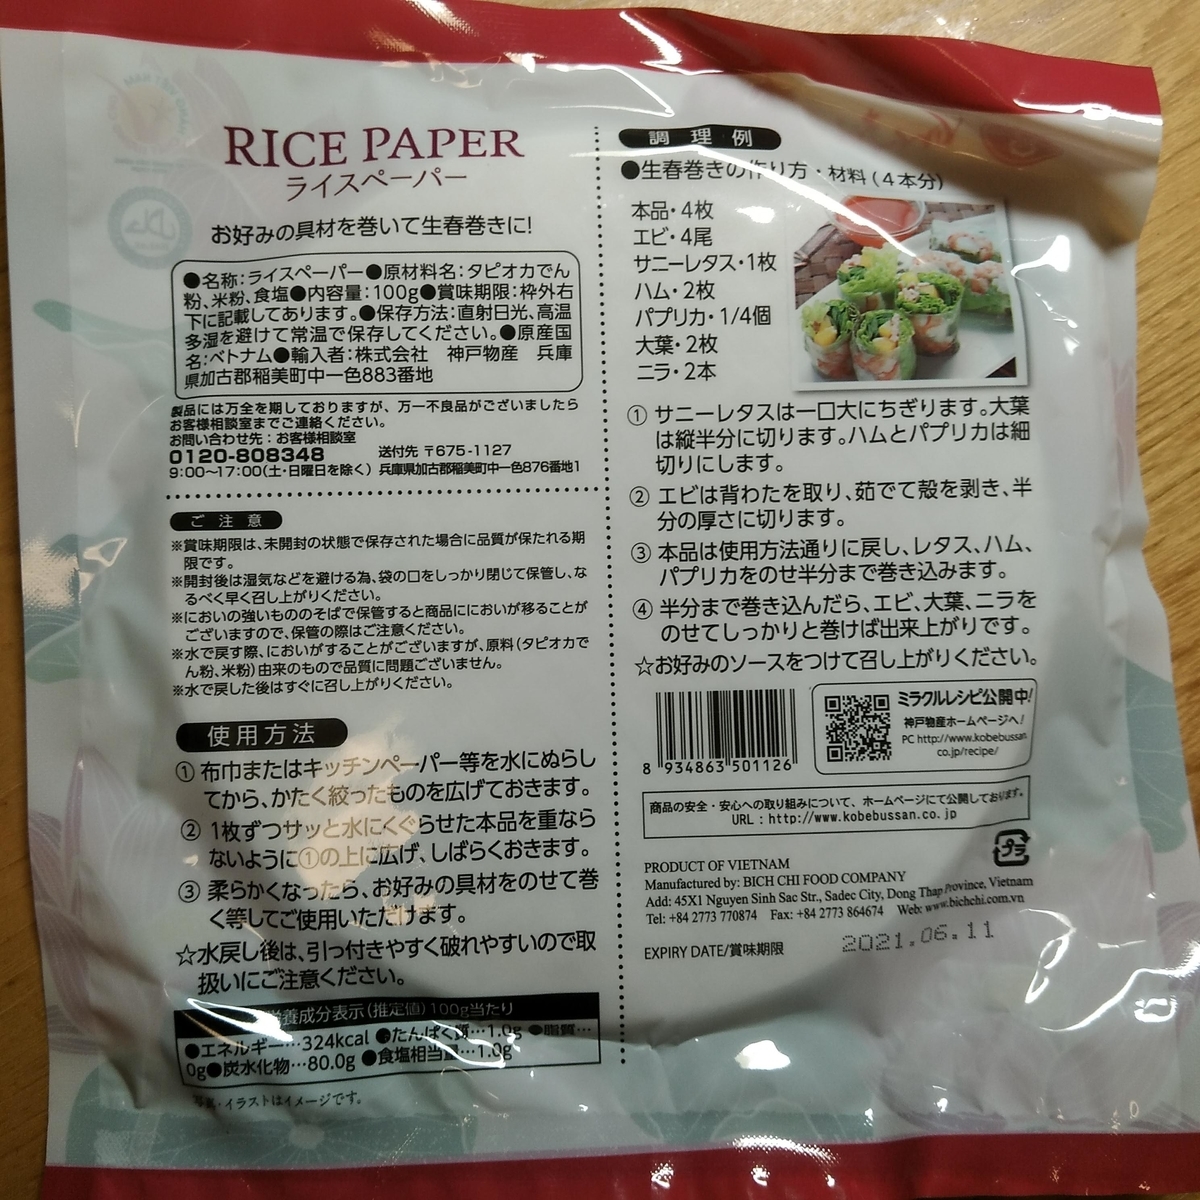 RICE PAPER
ライスペーパー
お好みの具材を巻いて生春巻きに!
●名称:ライスペーパー●原材料名:タピオカでん
粉、米粉、食塩●内容量:100g●賞味期限:枠外右
下に記載してあります。●保存方法:直射日光、高温
多湿を避けて常温で保存してください。●原産国
名:ベトナム●輸入者:株式会社 神戸物産 兵庫
県加古郡稲美町中一色883番地
製品には万全を期しておりますが、万一不良品がございましたら
お客様相談室までご連絡ください。
お問い合わせ先:お客様相談室
0120-808348 送付先 〒675-1127
9:00~17:00(土・日曜日を除く) 兵庫県加古郡稲美町中一色876番地1
ご注意
※賞味期限は、未開封の状態で保存された場合に品質が保たれる期
限です。
※開封後は湿気などを避ける為、袋の口をしっかり閉じて保管し、な
るべく早く召し上がりください。
※においの強いもののそばで保管すると商品ににおいが移ることが
ございますので、保管の際はご注意ください。
※水で戻す際、においがすることがございますが、原料(タピオカで
ん粉、米粉)由来のもので品質に問題ございません。
※水で戻した後はすぐに召し上がりください。
使用方法
① 布巾またはキッチンペーパー等を水にぬらし
てから、かたく絞ったものを広げておきます。
② 1枚ずつサッと水にくぐらせた本品を重なら
ないように①の上に広げ、しばらくおきます。
③ 柔らかくなったら、お好みの具材をのせて巻
く等してご使用いただけます。
☆水戻し後は、引っ付きやすく破れやすいので取
扱いにご注意ください。
栄養成分表示(推定値)100g当たり
●エネルギー…324kcal ●たんぱく質…1.0g ●脂質…
0g●炭水化物…80.0g ●食塩相当量…1.0g
写真・イラストはイメージです。
調理例
●生春巻きの作り方・材料(4本分)
本品・4枚
エビ・4尾
サニーレタス・1枚
ハム・2枚
パプリカ・1/4個
大葉・2枚
ニラ・2本
① サニーレタスは一口大にちぎります。大葉
は縦半分に切ります。ハムとパプリカは細
切りにします。
② エビは背わたを取り、茹でて殻を剥き、半
分の厚さに切ります。
③ 本品は使用方法通りに戻し、レタス、ハム、
パプリカをのせ半分まで巻き込みます。
④ 半分まで巻き込んだら、エビ、大葉、ニラを
のせてしっかりと巻けば出来上がりです。
☆お好みのソースをつけて召し上がりください。
8 934863 501126
ミラクルレシピ公開中!
神戸物産ホームページへ!
PC http://www.kobebussan.
co.jp/recipe/
商品の安全・安心への取り組みについて、ホームページにて公開しております。
URL : http://www.kobebussan.co.jp
プラ
PRODUCT OF VIETNAM
Manufactured by: BICH CHI FOOD COMPANY
Add: 45X1 Nguyen Sinh Sac Str., Sadec City, Dong Thap Province, Vietnam
Tel: +84 2773 770874 Fax: +84 2773 864674 Web: www.bichchi.com.vn
EXPIRY DATE/賞味期限 2021.06.11